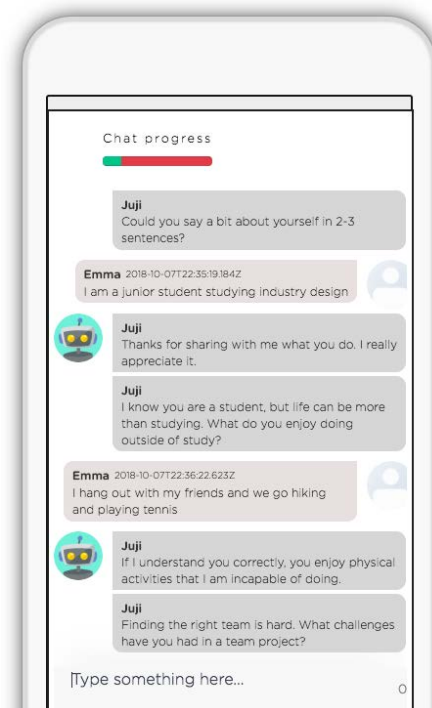 Chat progress
Juji
Could you say a bit about yourself in 2-3
sentences?
Emma 2018-10-07T22:35:19.184Z
I am a junior student studying industry design
Juji
Thanks for sharing with me what you do. I really
appreciate it.
Juji
I know you are a student, but life can be more
than studying. What do you enjoy doing
outside of study?
Emma 2018-10-07T22:36:22.623Z
I hang out with my friends and we go hiking
and playing tennis
Juji
If I understand you correctly, you enjoy physical
activities that I am incapable of doing.
Juji
Finding the right team is hard. What challenges
have you had in a team project?
Type something here...
0